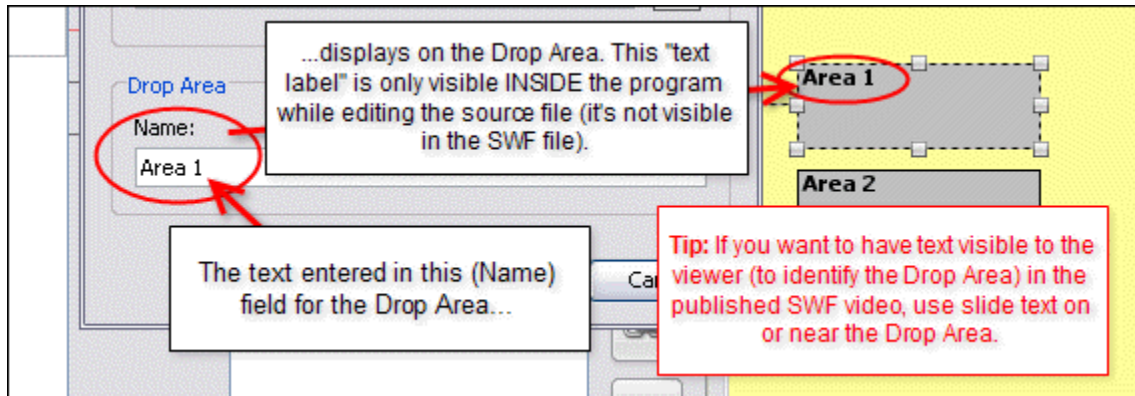 ...displays on the Drop Area. This "text
label" is only visible INSIDE the program
while editing the source file (it's not visible
in the SWF file).
Drop Area
Name:
Area 1
The text entered in this (Name)
field for the Drop Area...
Area 1
Area 2
Tip: If you want to have text visible to the
viewer (to identify the Drop Area) in the
published SWF video, use slide text on
or near the Drop Area.